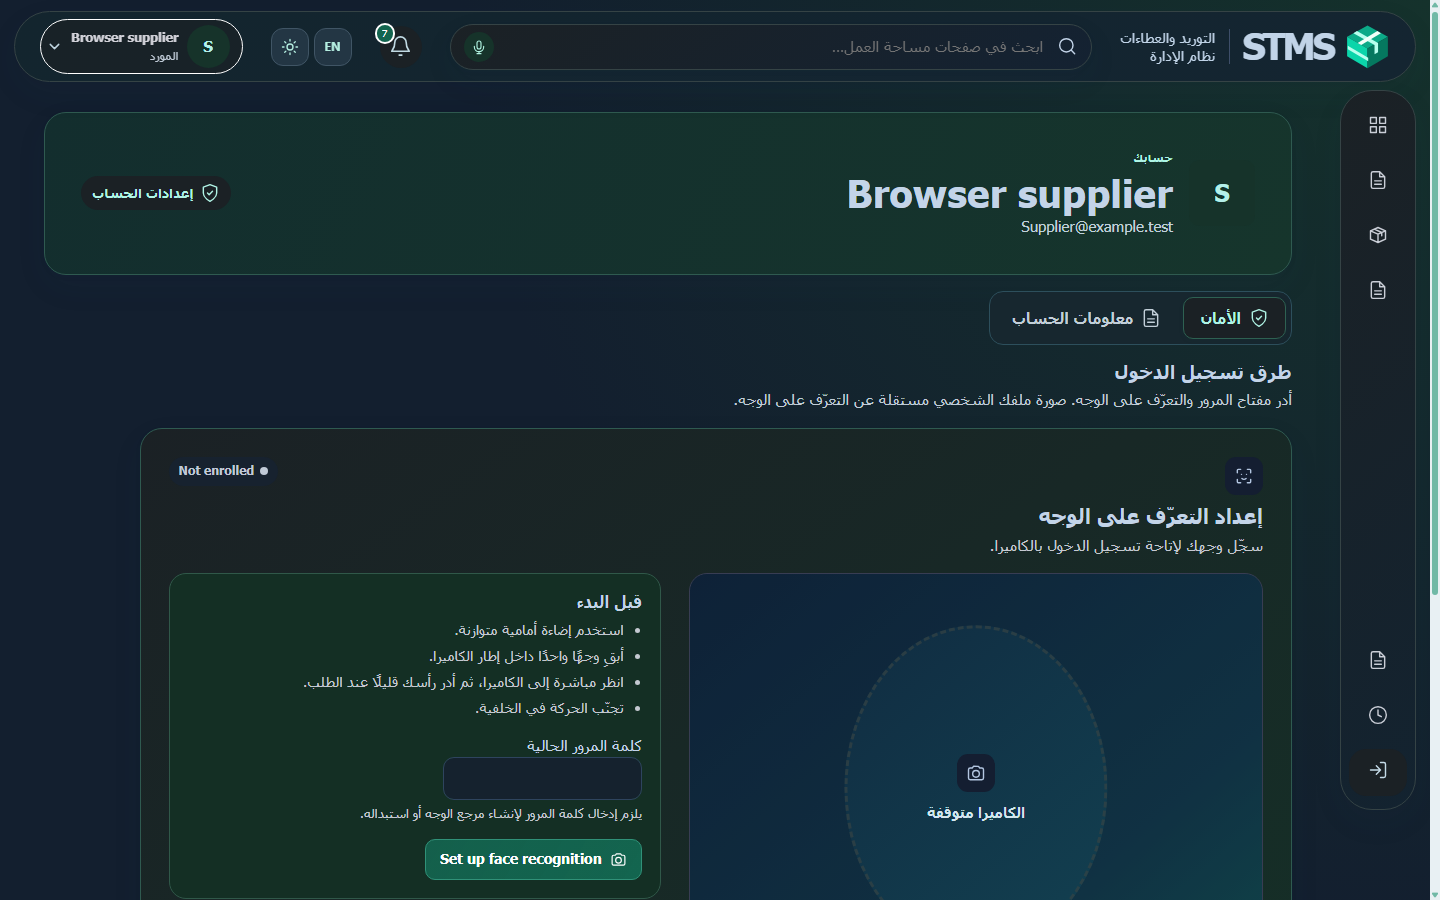 STMS
التوريد والعطاءات
نظام الإدارة
ابحث في صفحات مساحة العمل...
7
EN
Browser supplier
المورد
S
حسابك
Browser supplier
Supplier@example.test
S
إعدادات الحساب
الأمان
معلومات الحساب
طرق تسجيل الدخول
أدر مفتاح المرور والتعرّف على الوجه. صورة ملفك الشخصي مستقلة عن التعرّف على الوجه.
Not enrolled
إعداد التعرّف على الوجه
سجّل وجهك لإتاحة تسجيل الدخول بالكاميرا.
الكاميرا متوقفة
قبل البدء
استخدم إضاءة أمامية متوازنة.
أبقِ وجهًا واحدًا داخل إطار الكاميرا.
انظر مباشرة إلى الكاميرا، ثم أدر رأسك قليلًا عند الطلب.
تجنّب الحركة في الخلفية.
كلمة المرور الحالية
يلزم إدخال كلمة المرور لإنشاء مرجع الوجه أو استبداله.
Set up face recognition